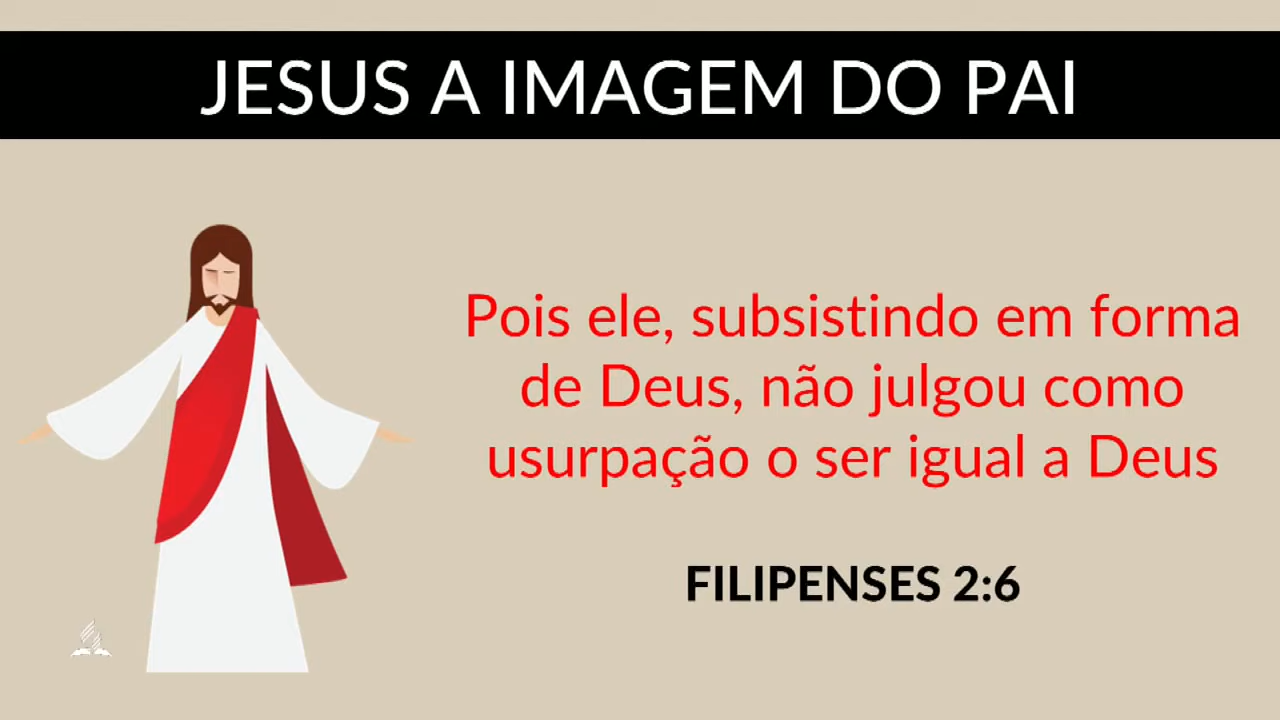 JESUS A IMAGEM DO PAI
Pois ele, subsistindo em forma
de Deus, não julgou como
usurpação o ser igual a Deus
FILIPENSES 2:6